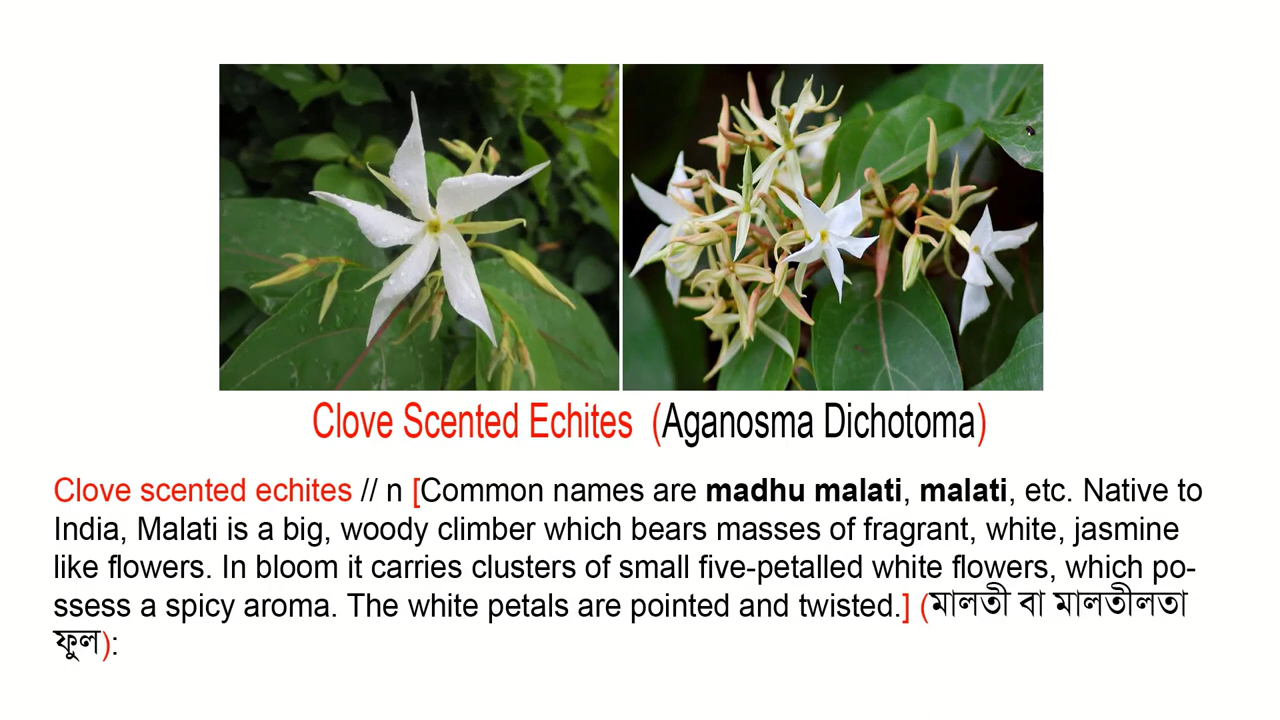 Clove Scented Echites (Aganosma Dichotoma)
Clove scented echites // n [Common names are madhu malati, malati, etc. Native to
India, Malati is a big, woody climber which bears masses of fragrant, white, jasmine
like flowers. In bloom it carries clusters of small five-petalled white flowers, which po-
ssess a spicy aroma. The white petals are pointed and twisted.] (মালতী বা মালতীলতা
ফুল):